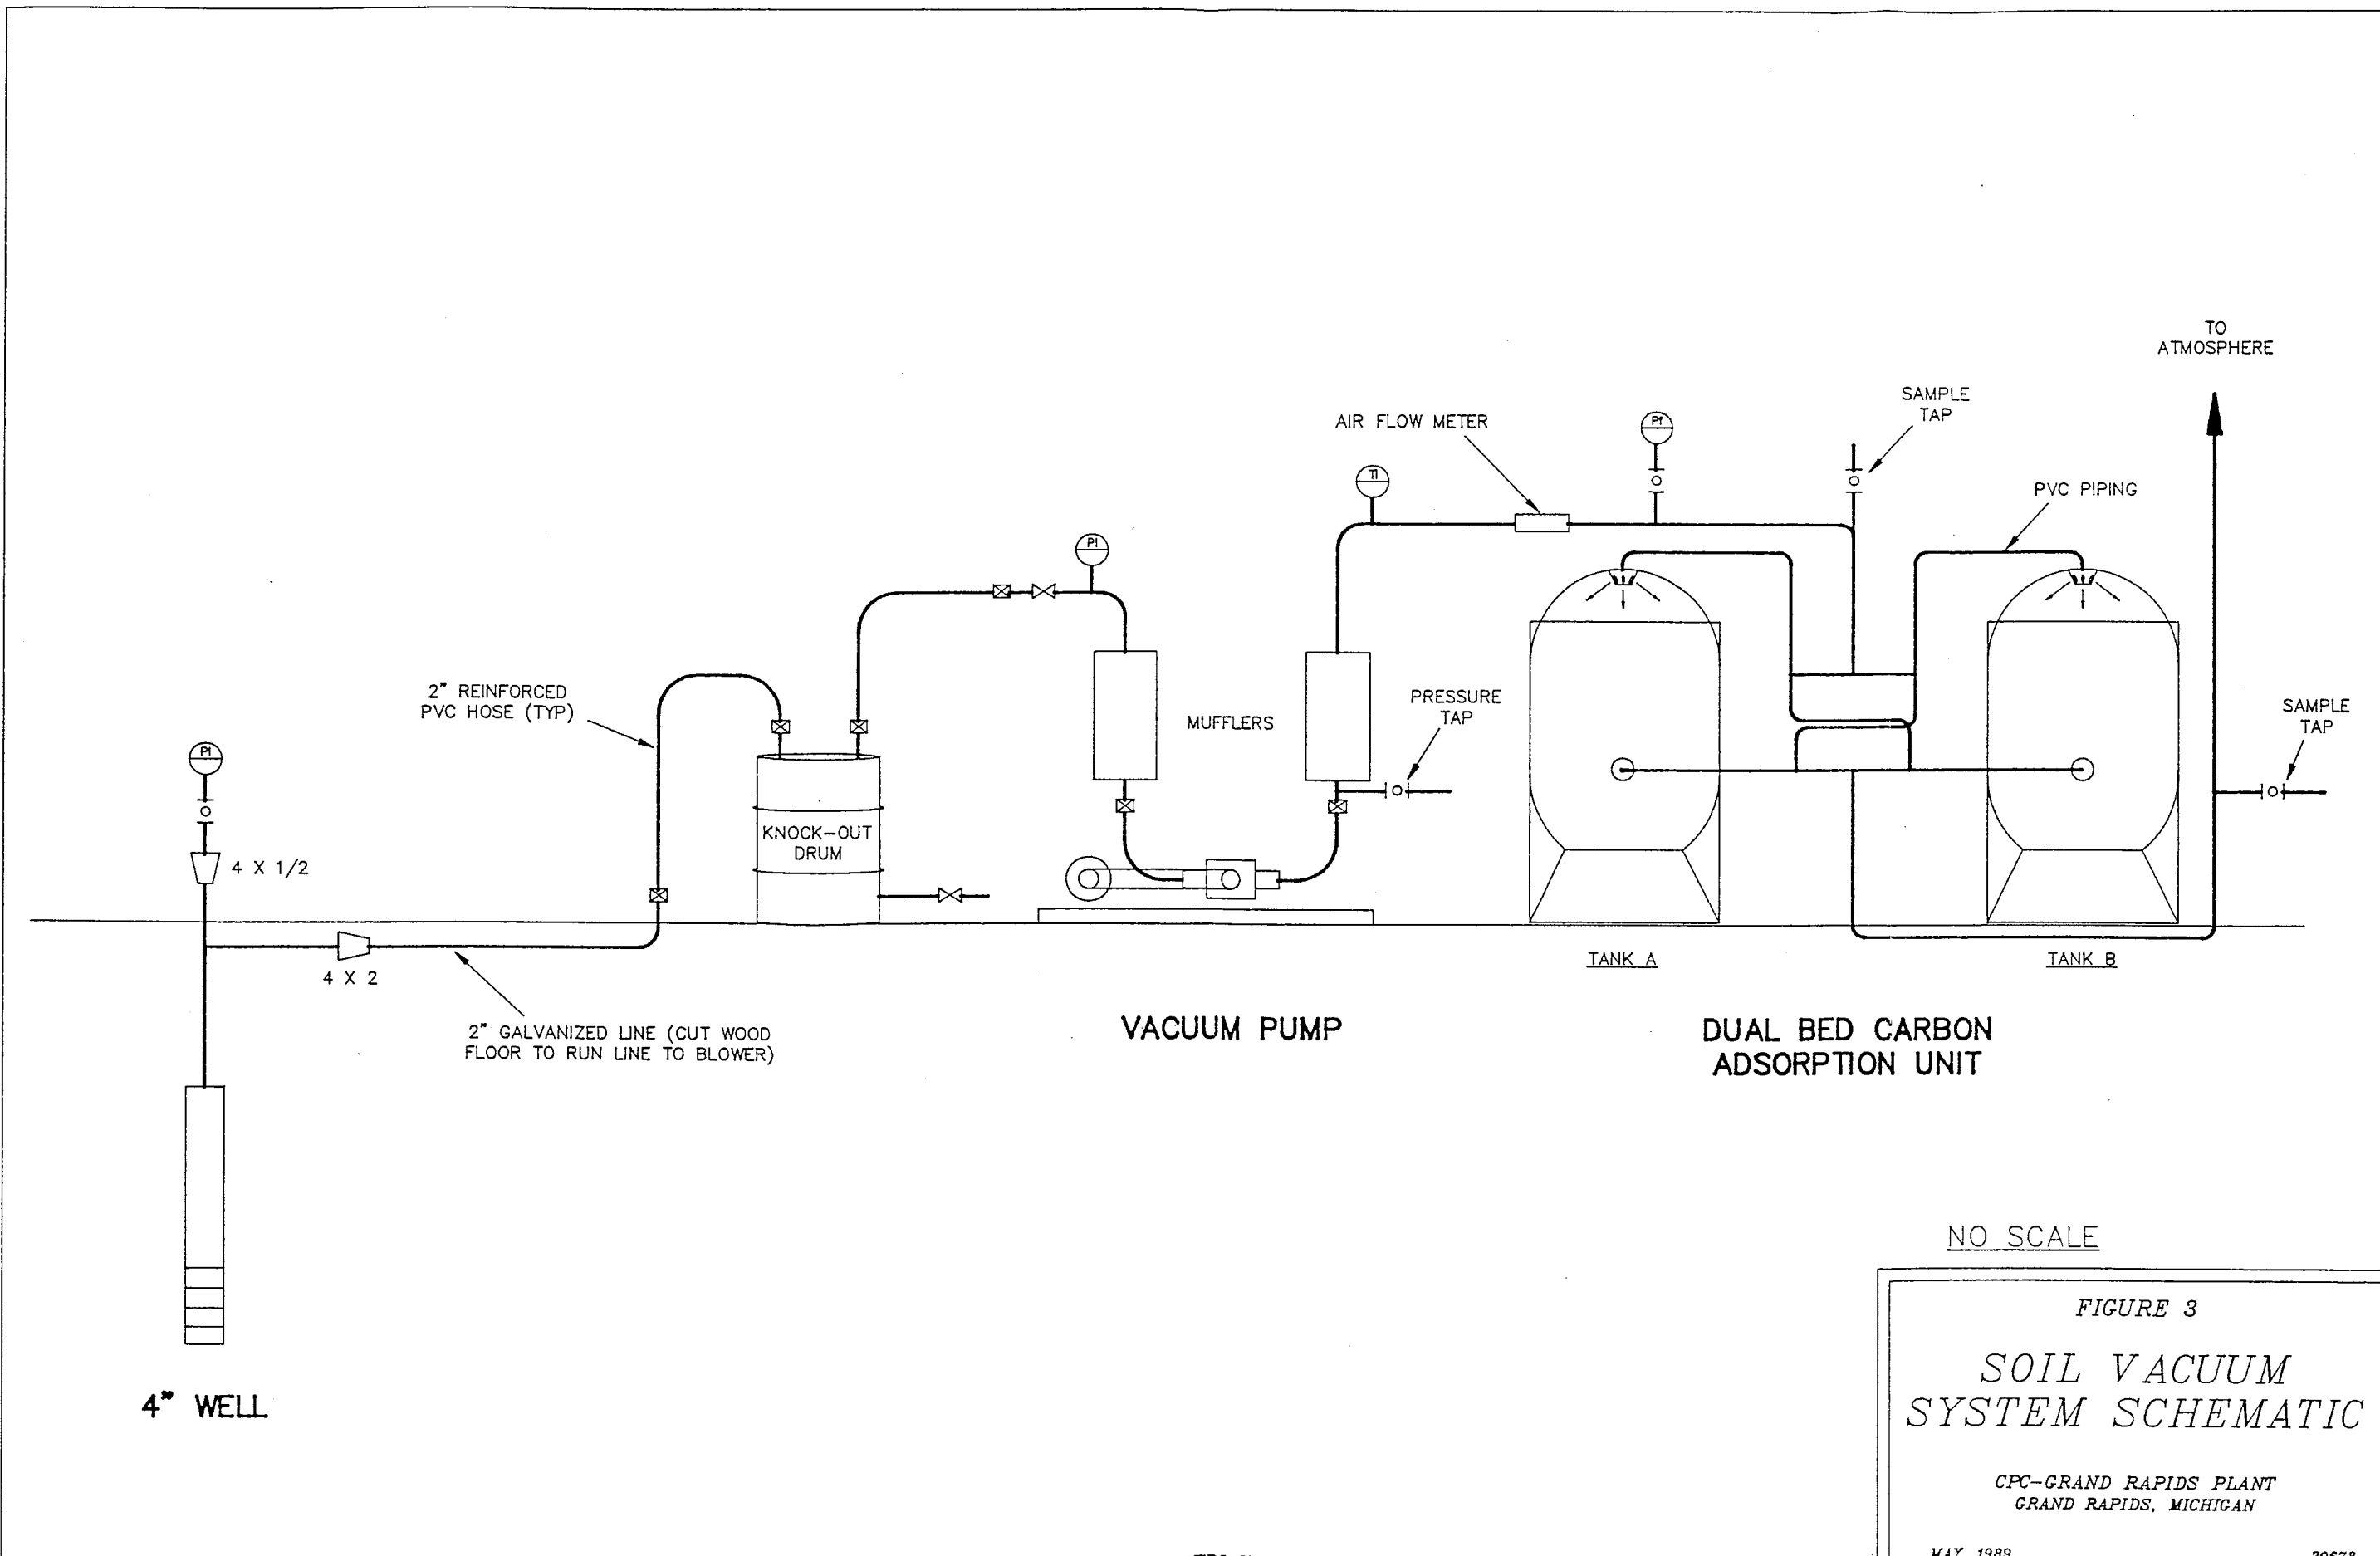 TO
ATMOSPHERE
SAMPLE
TAP
AIR FLOW METER
PI
TI
PVC PIPING
PI
2" REINFORCED
PVC HOSE (TYP)
PRESSURE
TAP
MUFFLERS
SAMPLE
TAP
PI
KNOCK-OUT
DRUM
4 X 1/2
4 X 2
TANK A
TANK B
2" GALVANIZED LINE (CUT WOOD
FLOOR TO RUN LINE TO BLOWER)
VACUUM PUMP
DUAL BED CARBON
ADSORPTION UNIT
4" WELL
NO SCALE
FIGURE 3
SOIL VACUUM
SYSTEM SCHEMATIC
CPC-GRAND RAPIDS PLANT
GRAND RAPIDS, MICHIGAN
MAY 1989